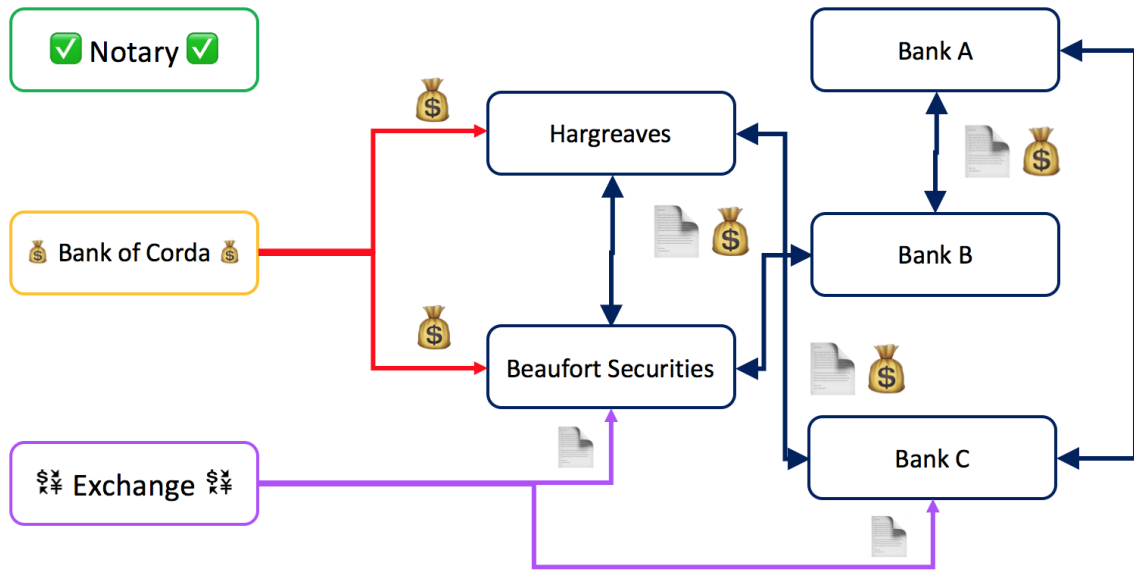 Notary
Bank A
Hargreaves
Bank of Corda
Bank B
Beaufort Securities
Bank C
Exchange